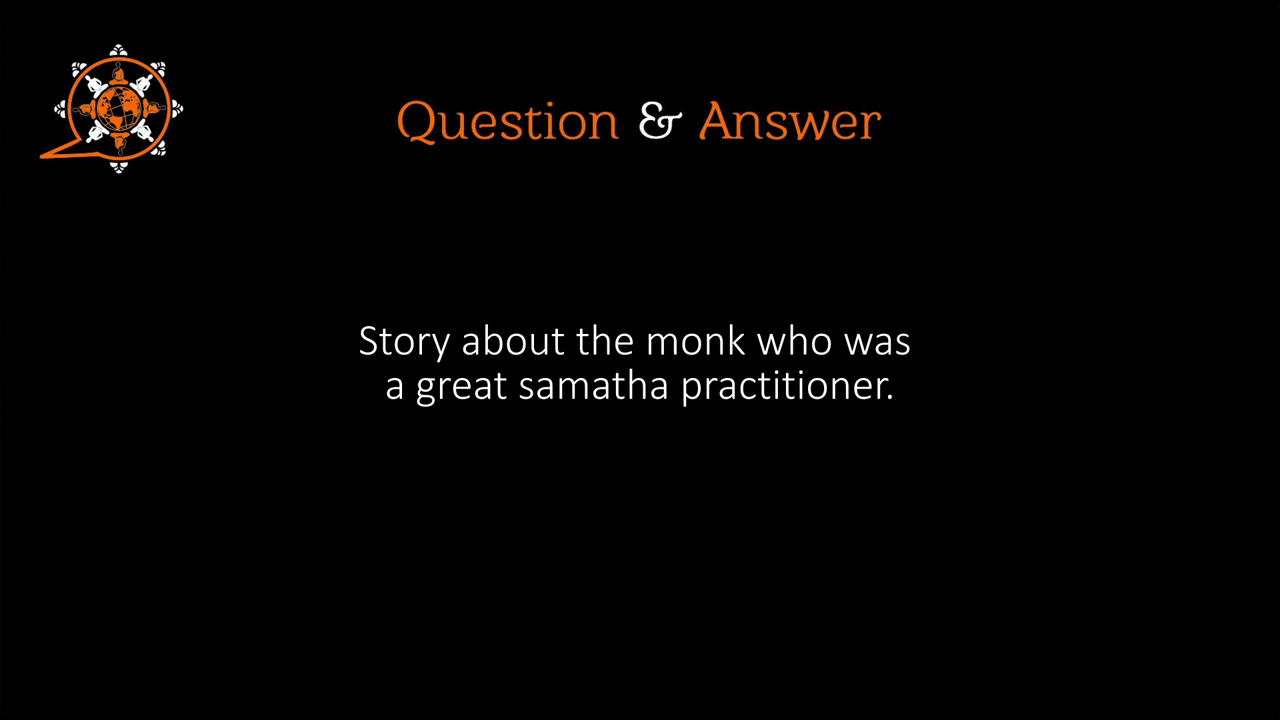 Question & Answer
Story about the monk who was
a great samatha practitioner.